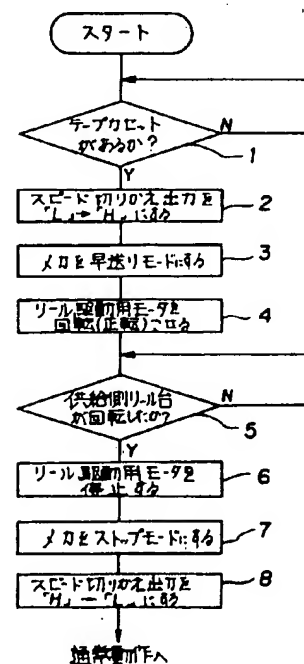 スタート
テープカセット
があるか?
N
1
Y
スピード切りかえ出力を
「L」→「H」にする
2
メカを早送りモードにする
3
リール駆動用モータを
回転(正転)させる
4
供給側リール台
が回転したか?
N
5
Y
リール駆動用モータを
停止する
6
メカをストップモードにする
7
スピード切りかえ出力を
「H」→「L」にする
8
通常動作へ